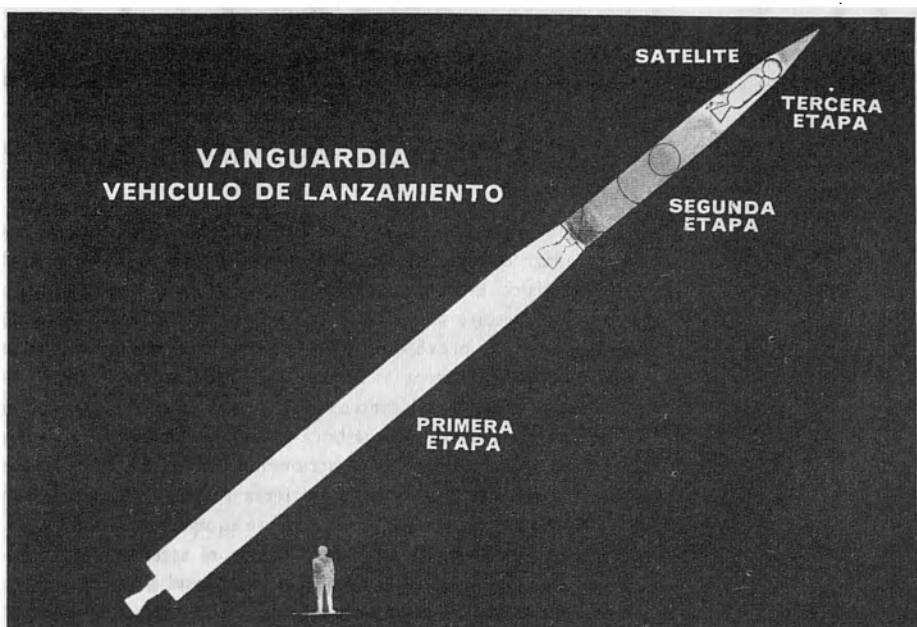 SATELITE
TERCERA
ETAPA
VANGUARDIA
VEHICULO DE LANZAMIENTO
SEGUNDA
ETAPA
PRIMERA
ETAPA